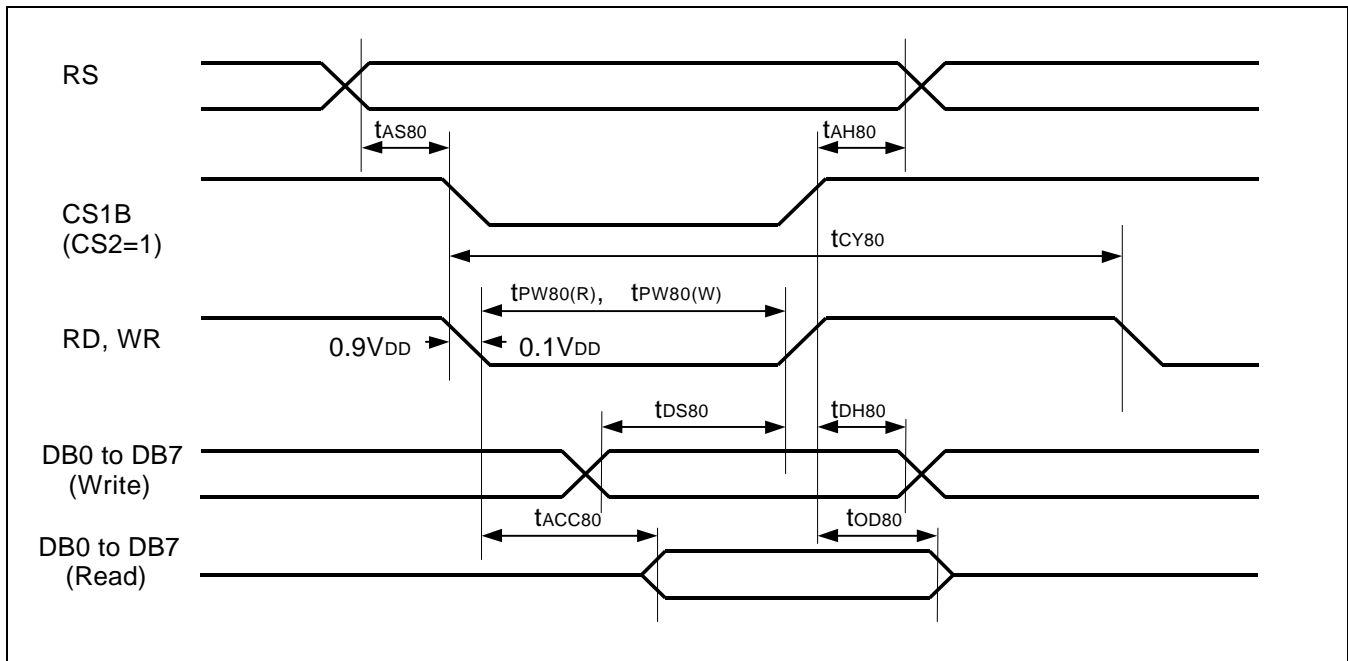 RS
tAS80
tAH80
CS1B
(CS2=1)
tCY80
tPW80(R), tPW80(W)
RD, WR
0.9VDD
0.1VDD
tDS80
tDH80
DB0 to DB7
(Write)
tACC80
tOD80
DB0 to DB7
(Read)